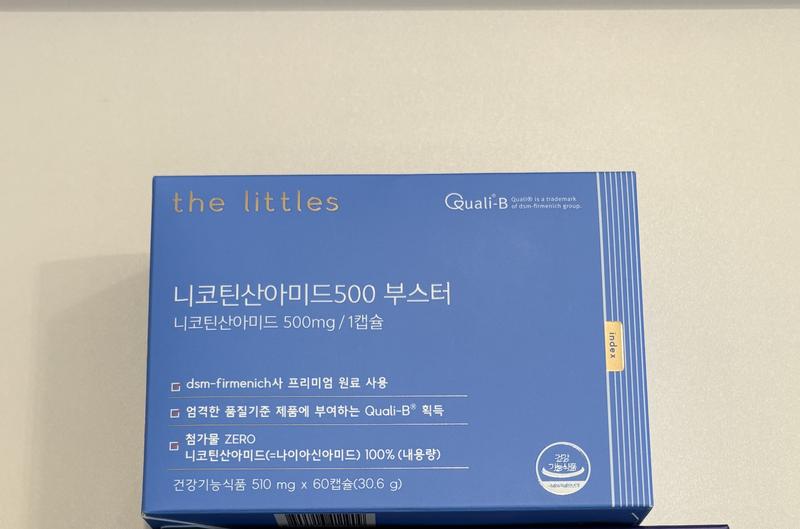 the littles
Quali®-B
Quali® is a trademark
of dsm-firmenich group.
니코틴산아미드500 부스터
니코틴산아미드 500mg / 1캡슐
index
dsm-firmenich사 프리미엄 원료 사용
엄격한 품질기준 제품에 부여하는 Quali-B® 획득
첨가물 ZERO
니코틴산아미드(=나이아신아미드) 100% (내용량)
건강
기능식품
건강기능식품 510 mg x 60캡슐(30.6 g)